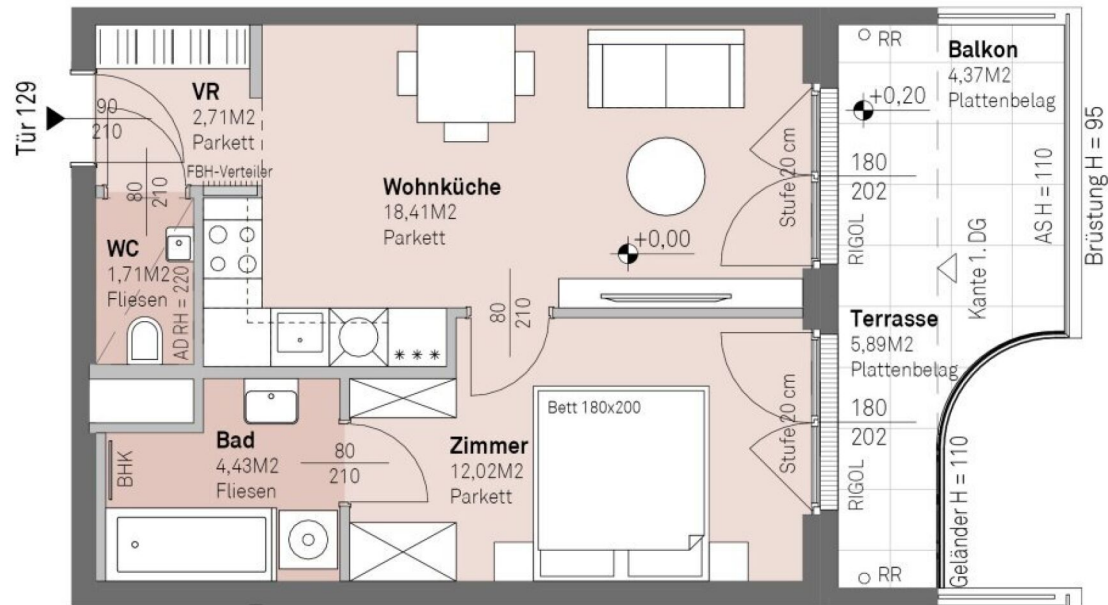 Tür 129
90
210
VR
2,71M2
Parkett
FBH-Verteiler
80
210
WC
1,71M2
Fliesen
AD RH = 220
Wohnküche
18,41M2
Parkett
+0,00
80
210
Stufe 20 cm
180
202
RIGOL
RR
+0,20
Balkon
4,37M2
Plattenbelag
AS H = 110
Brüstung H = 95
Kante 1. DG
Terrasse
5,89M2
Plattenbelag
Stufe 20 cm
180
202
RIGOL
Geländer H = 110
RR
Bett 180x200
Zimmer
12,02M2
Parkett
80
210
Bad
4,43M2
Fliesen
BHK